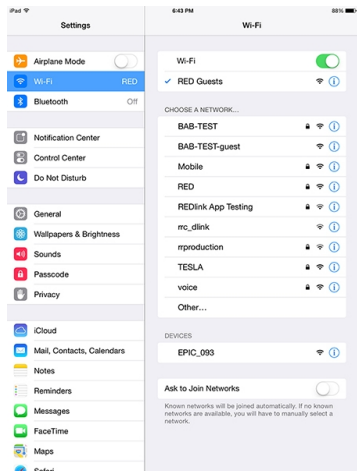 iPad
6:43 PM
88%
Settings
Wi-Fi
Airplane Mode
Wi-Fi RED
Bluetooth Off
Notification Center
Control Center
Do Not Disturb
General
Wallpapers & Brightness
Sounds
Passcode
Privacy
iCloud
Mail, Contacts, Calendars
Notes
Reminders
Messages
FaceTime
Maps
Safari
Wi-Fi
RED Guests
CHOOSE A NETWORK...
BAB-TEST
BAB-TEST-guest
Mobile
RED
REDlink App Testing
rrc_dlink
rrproduction
TESLA
voice
Other...
DEVICES
EPIC_093
Ask to Join Networks
Known networks will be joined automatically. If no known
networks are available, you will have to manually select a
network.